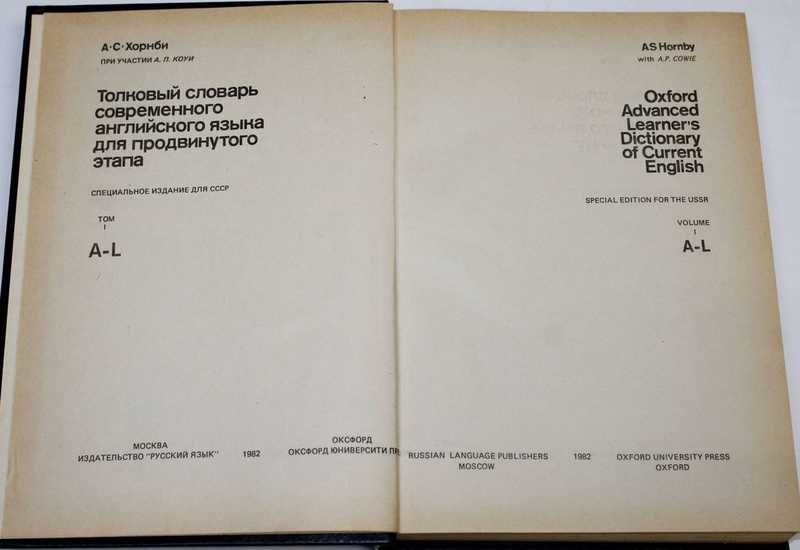 А·С·Хорнби
ПРИ УЧАСТИИ А. П. КОУИ
Толковый словарь
современного
английского языка
для продвинутого
этапа
СПЕЦИАЛЬНОЕ ИЗДАНИЕ ДЛЯ СССР
ТОМ
I
A–L
МОСКВА
ИЗДАТЕЛЬСТВО "РУССКИЙ ЯЗЫК"
1982
ОКСФОРД
ОКСФОРД ЮНИВЕРСИТИ
AS Hornby
with A.P. COWIE
Oxford
Advanced
Learner's
Dictionary
of Current
English
SPECIAL EDITION FOR THE USSR
VOLUME
I
A–L
RUSSIAN LANGUAGE PUBLISHERS
MOSCOW
1982
OXFORD UNIVERSITY PRESS
OXFORD